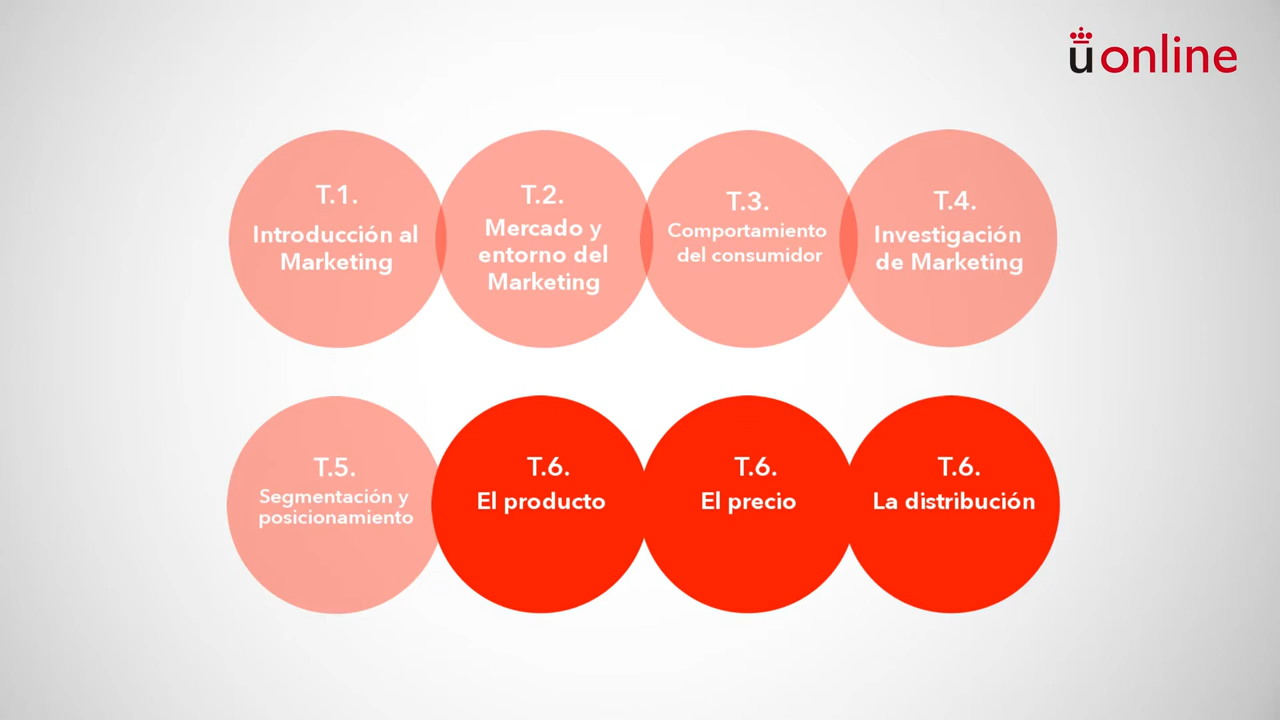 uonline
T.1.
Introducción al
Marketing
T.2.
Mercado y
entorno del
Marketing
T.3.
Comportamiento
del consumidor
T.4.
Investigación
de Marketing
T.5.
Segmentación y
posicionamiento
T.6.
El producto
T.6.
El precio
T.6.
La distribución